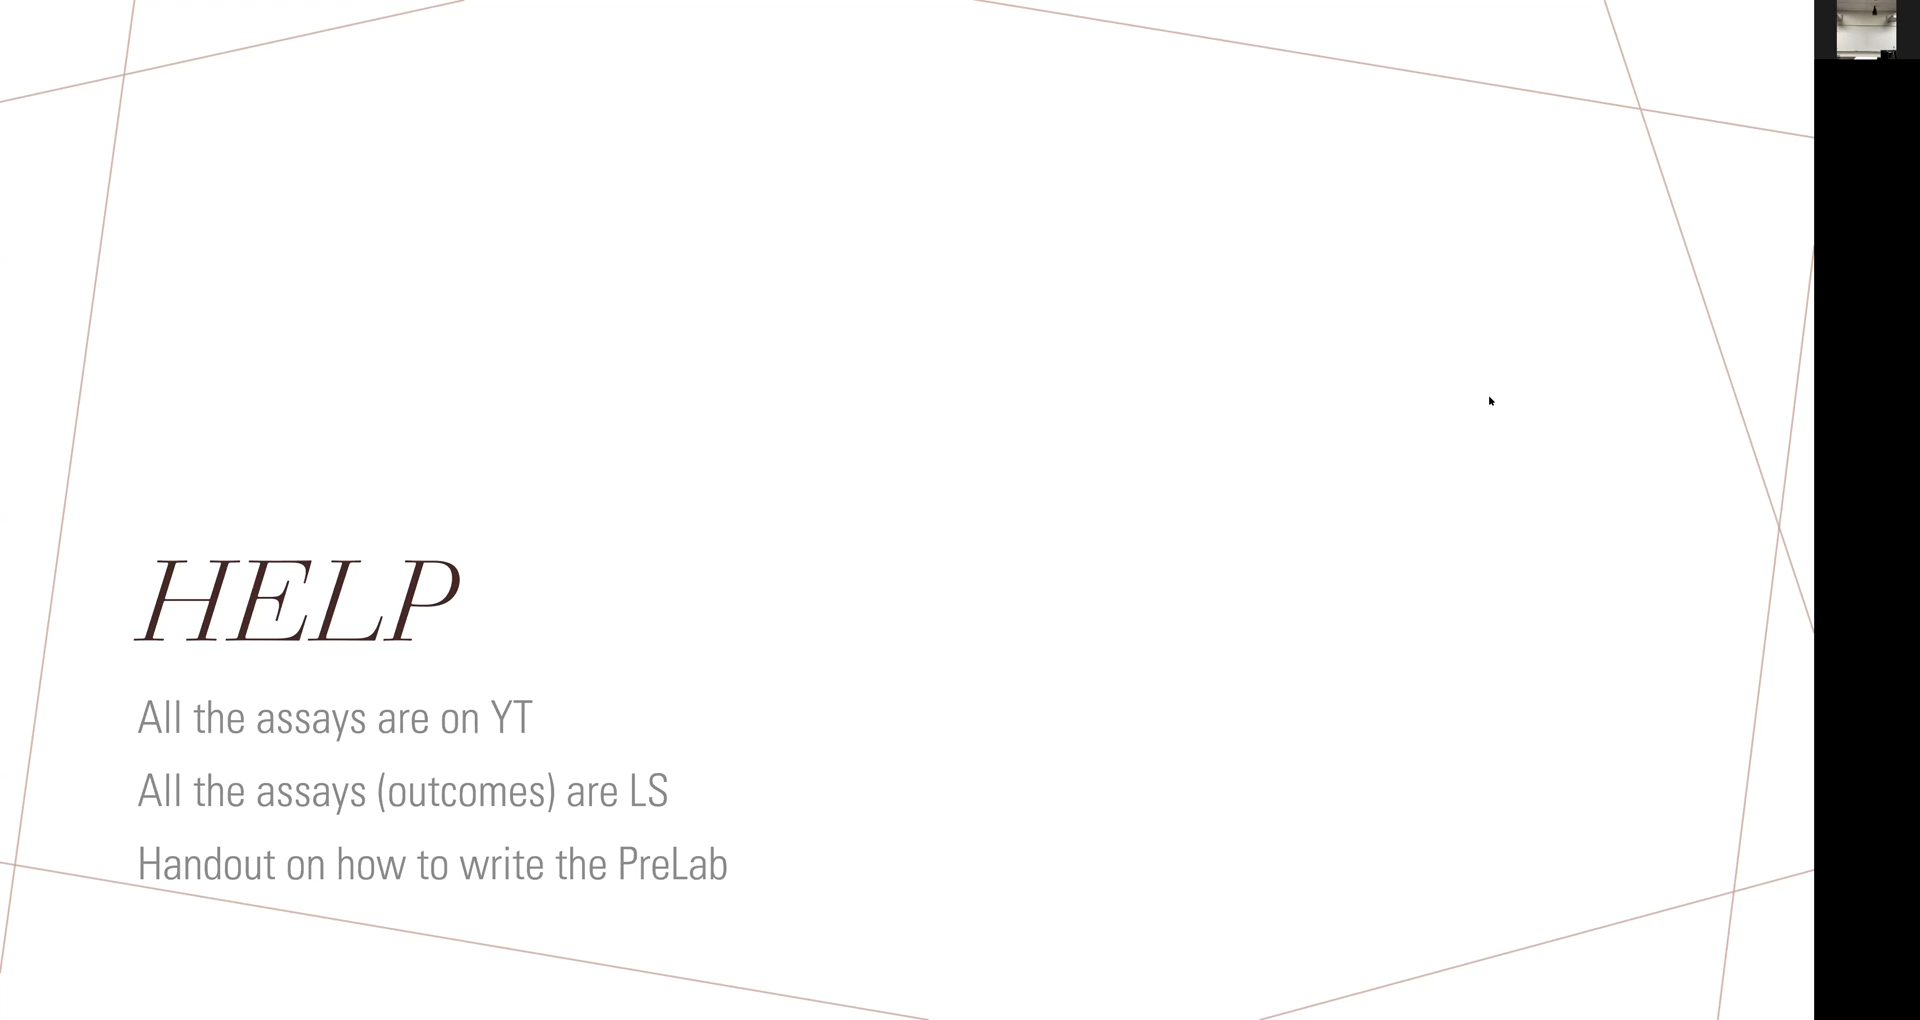 HELP
All the assays are on YT
All the assays (outcomes) are LS
Handout on how to write the PreLab